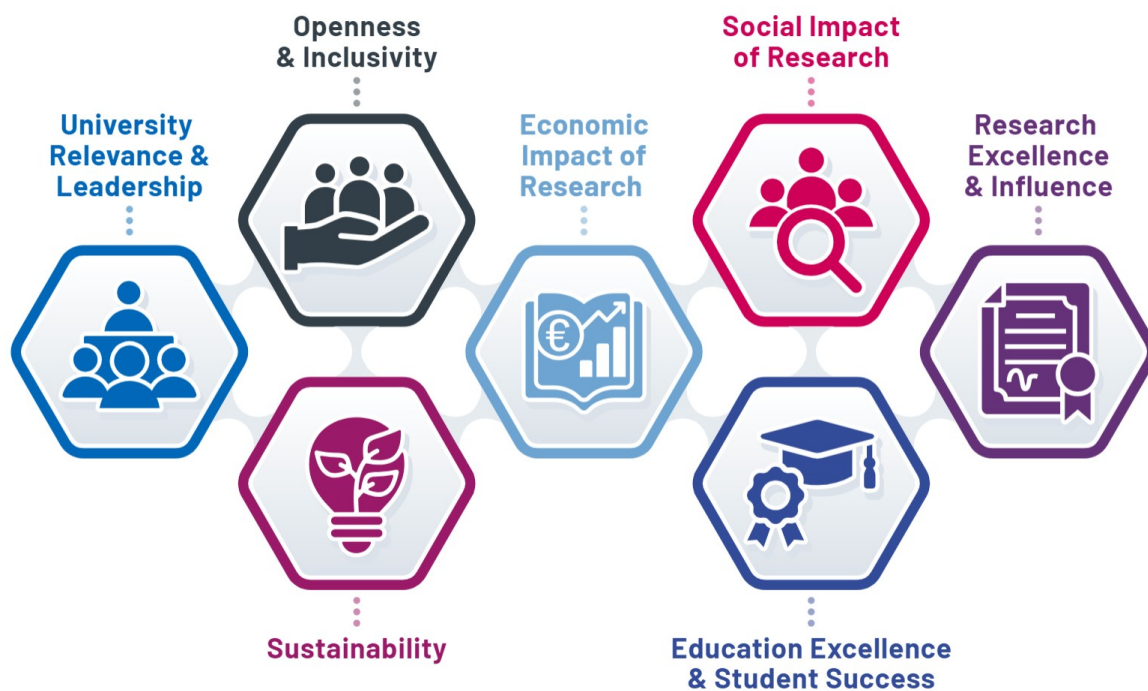 Openness
& Inclusivity
Social Impact
of Research
University
Relevance &
Leadership
Economic
Impact of
Research
Research
Excellence
& Influence
€
Sustainability
Education Excellence
& Student Success